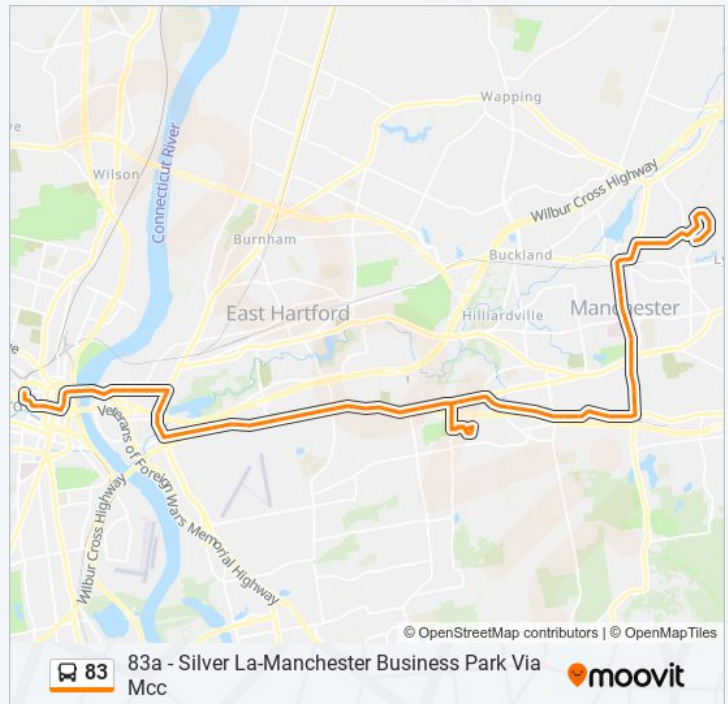 Wapping
Wilson
Connecticut River
Wilbur Cross Highway
Burnham
Buckland
East Hartford
Hilliardville
Manchester
Veterans of Foreign Wars Memorial Highway
Wilbur Cross Highway
© OpenStreetMap contributors | © OpenMapTiles
83
83a - Silver La-Manchester Business Park Via
Mcc
moovit